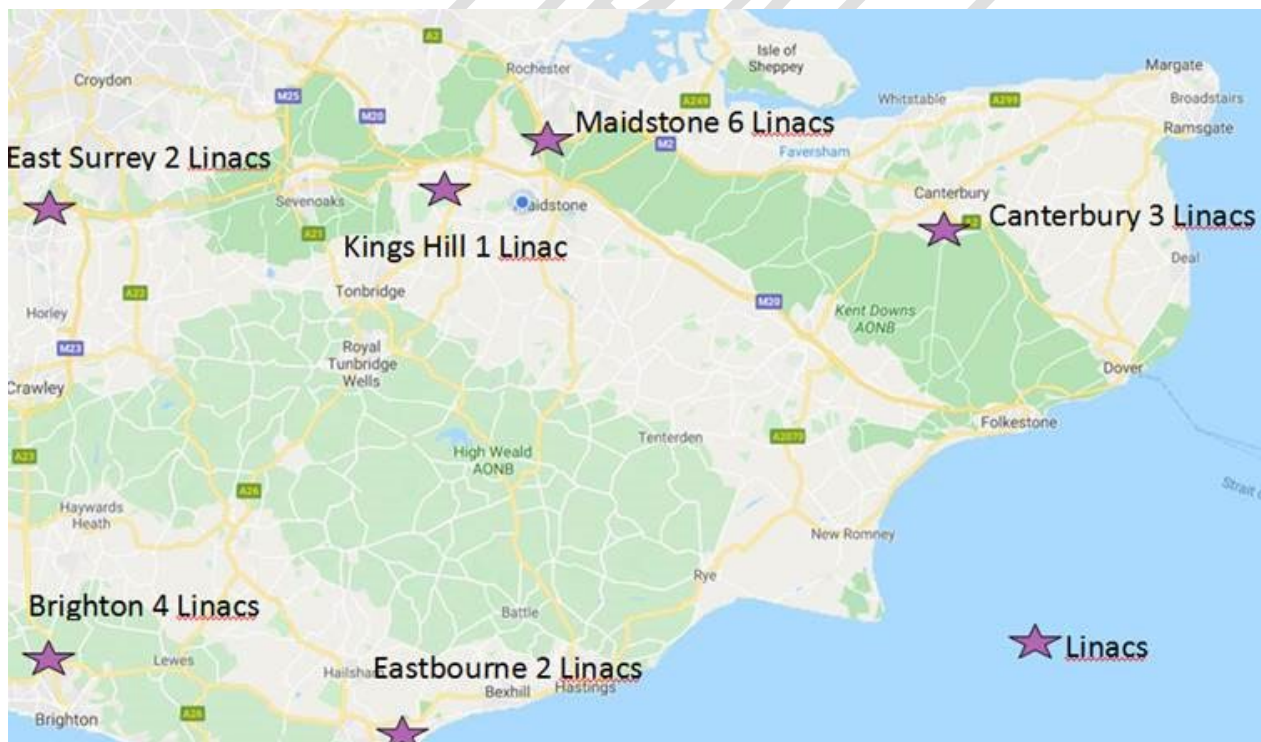 A2
Isle of
Sheppey
Croydon
Rochester
Margate
M25
M20
A249
Whitstable
A299
Broadstairs
Maidstone 6 Linacs
Ramsgate
M2
Faversham
East Surrey 2 Linacs
Sevenoaks
Canterbury
aidstone
Canterbury 3 Linacs
A2
A21
Kings Hill 1 Linac
Deal
Tonbridge
A22
M20
Horley
Kent Downs
AONB
M23
Royal
Tunbridge
Wells
Crawley
Dover
Folkestone
Tenterden
A2070
High Weald
AONB
A23
A26
Strait
Haywards
Heath
New Romney
Rye
Brighton 4 Linacs
Battle
Linacs
Lewes
Hailsha
Eastbourne 2 Linacs
Bexhill
Hastings
A26
Brighton